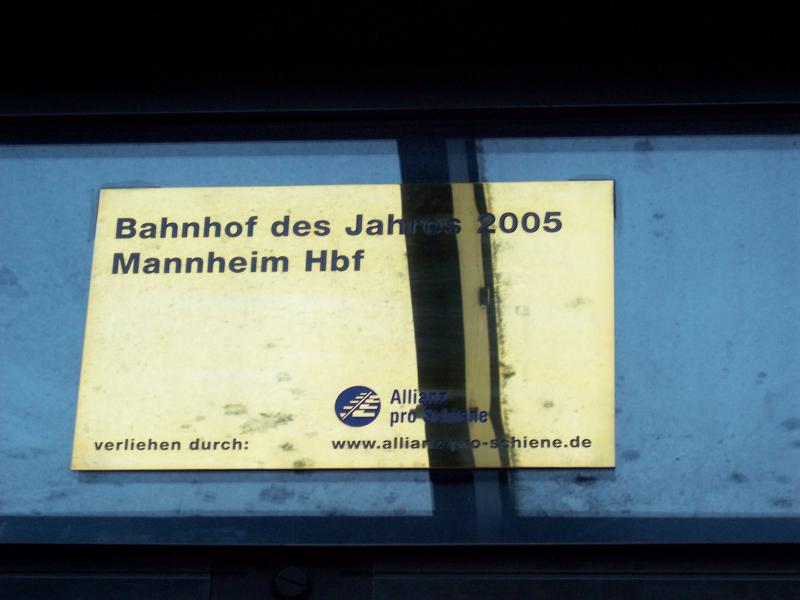 Bahnhof des Jahres 2005
Mannheim Hbf
Allianz
pro Schiene
verliehen durch:
www.allianz-pro-schiene.de